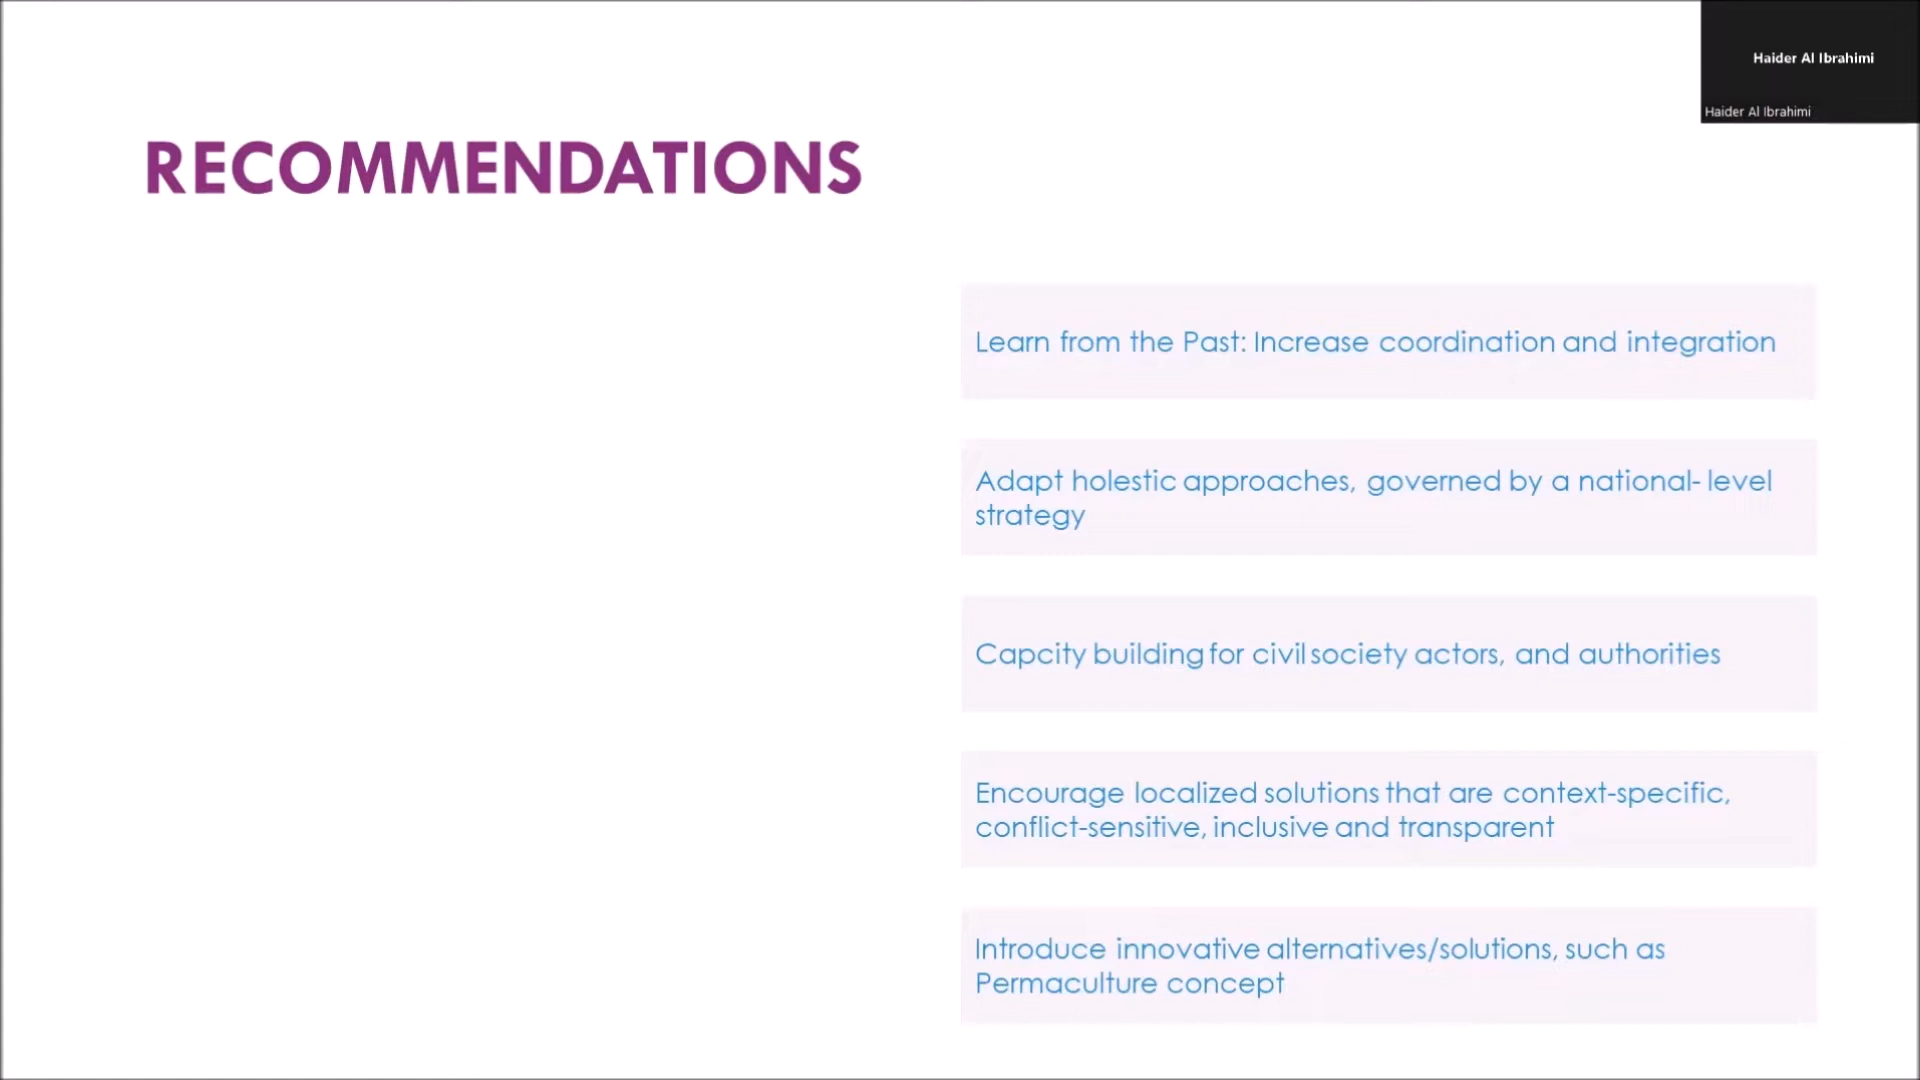 Haider Al Ibrahimi
Haider Al Ibrahimi
RECOMMENDATIONS
Learn from the Past: Increase coordination and integration
Adapt holestic approaches, governed by a national- level
strategy
Capcity building for civil society actors, and authorities
Encourage localized solutions that are context-specific,
conflict-sensitive, inclusive and transparent
Introduce innovative alternatives/solutions, such as
Permaculture concept